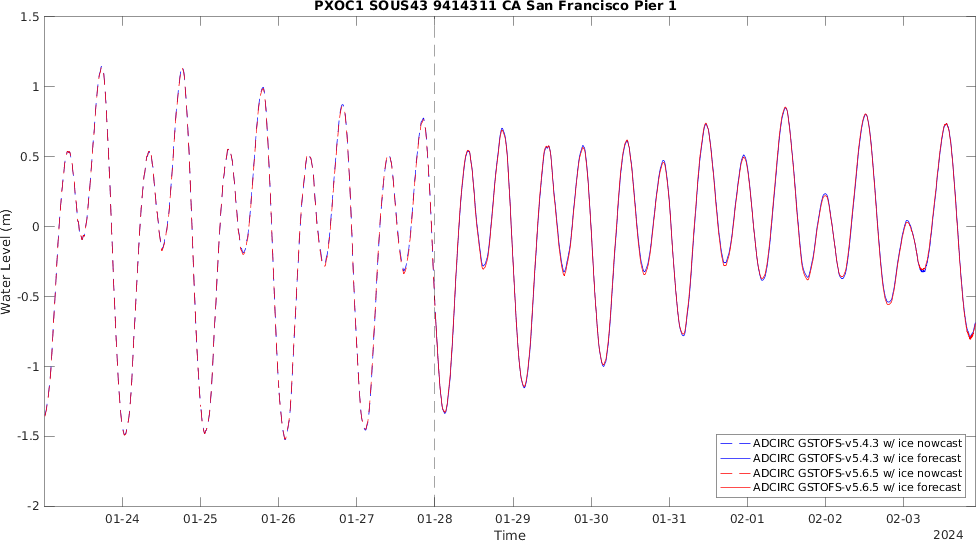 PXOC1 SOUS43 9414311 CA San Francisco Pier 1
1.5
1
0.5
0
-0.5
-1
-1.5
-2
Water Level (m)
01-24
01-25
01-26
01-27
01-28
01-29
01-30
01-31
02-01
02-02
02-03
Time
2024
ADCIRC GSTOFS-v5.4.3 w/ ice nowcast
ADCIRC GSTOFS-v5.4.3 w/ ice forecast
ADCIRC GSTOFS-v5.6.5 w/ ice nowcast
ADCIRC GSTOFS-v5.6.5 w/ ice forecast